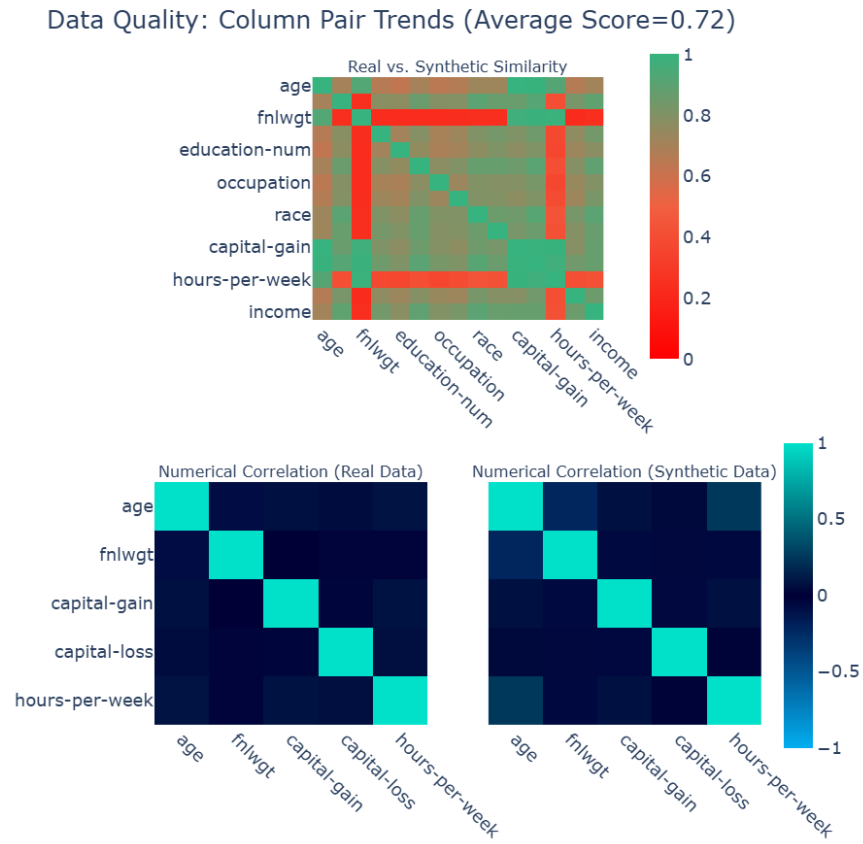 Data Quality: Column Pair Trends (Average Score=0.72)
Real vs. Synthetic Similarity
age
fnlwgt
education-num
occupation
race
capital-gain
hours-per-week
income
age
fnlwgt
education-num
occupation
race
capital-gain
hours-per-week
income
1
0.8
0.6
0.4
0.2
0
Numerical Correlation (Real Data)
age
fnlwgt
capital-gain
capital-loss
hours-per-week
age
fnlwgt
capital-gain
capital-loss
hours-per-week
Numerical Correlation (Synthetic Data)
age
fnlwgt
capital-gain
capital-loss
hours-per-week
1
0.5
0
−0.5
−1